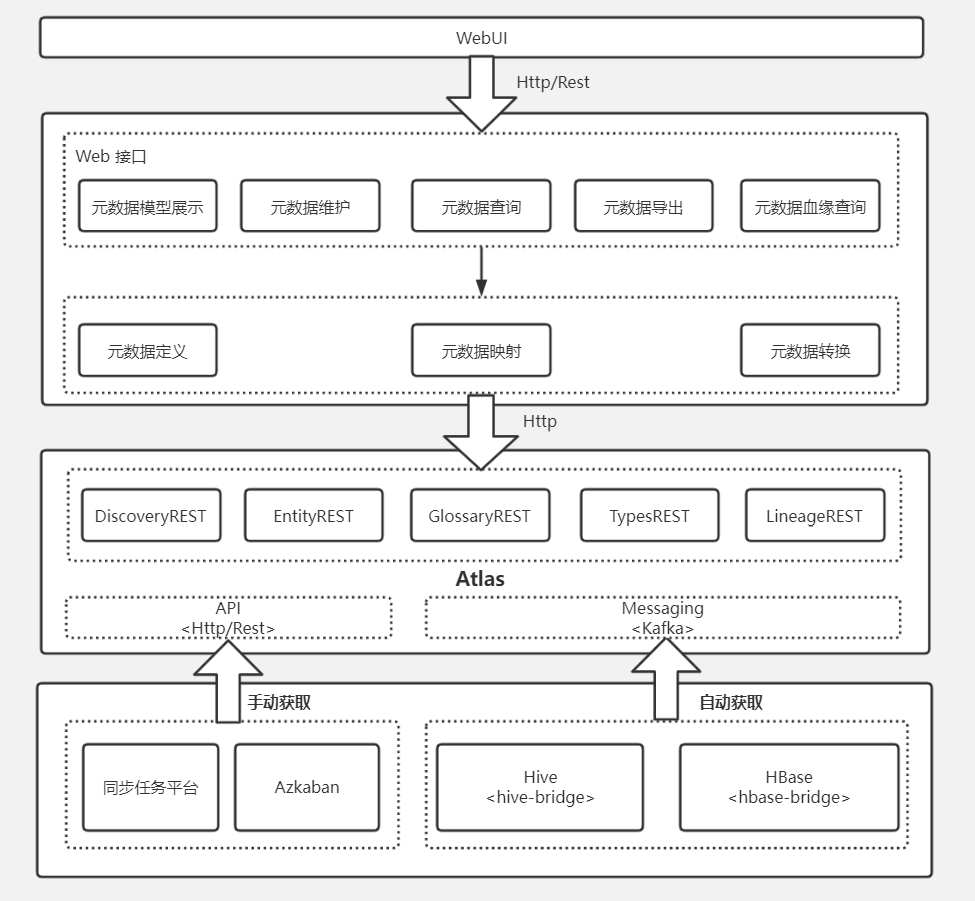 WebUI
Http/Rest
Web 接口
元数据模型展示
元数据维护
元数据查询
元数据导出
元数据血缘查询
元数据定义
元数据映射
元数据转换
Http
DiscoveryREST
EntityREST
GlossaryREST
TypesREST
LineageREST
Atlas
API
<Http/Rest>
Messaging
<Kafka>
手动获取
自动获取
同步任务平台
Azkaban
Hive
<hive-bridge>
HBase
<hbase-bridge>